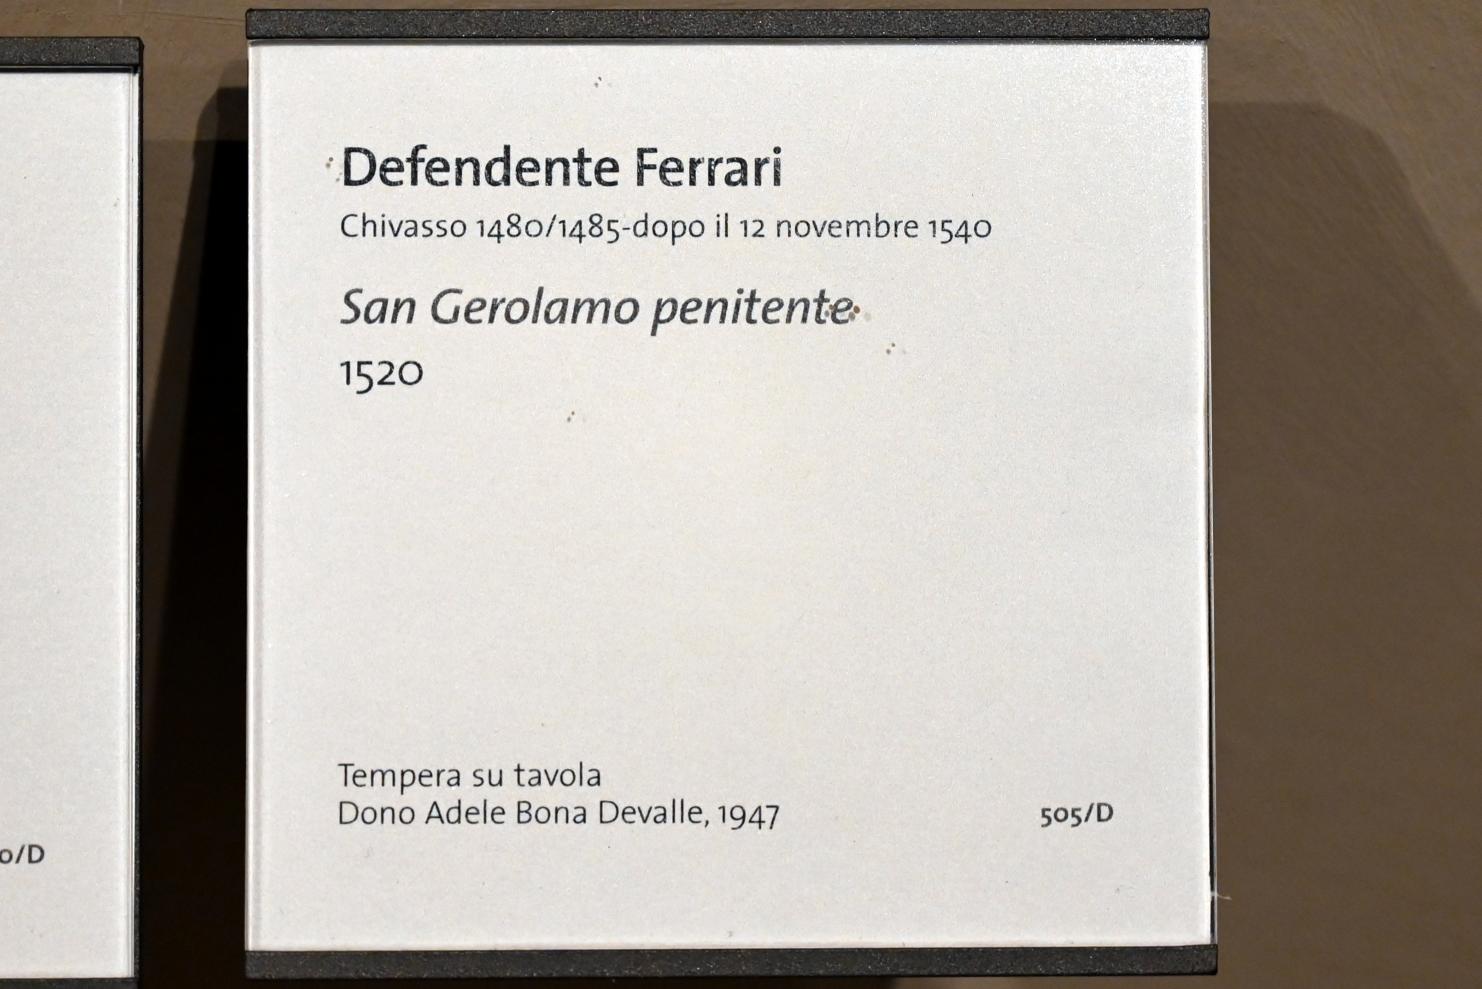 Defendente Ferrari
Chivasso 1480/1485-dopo il 12 novembre 1540
San Gerolamo penitente
1520
Tempera su tavola
Dono Adele Bona Devalle, 1947
505/D
0/D